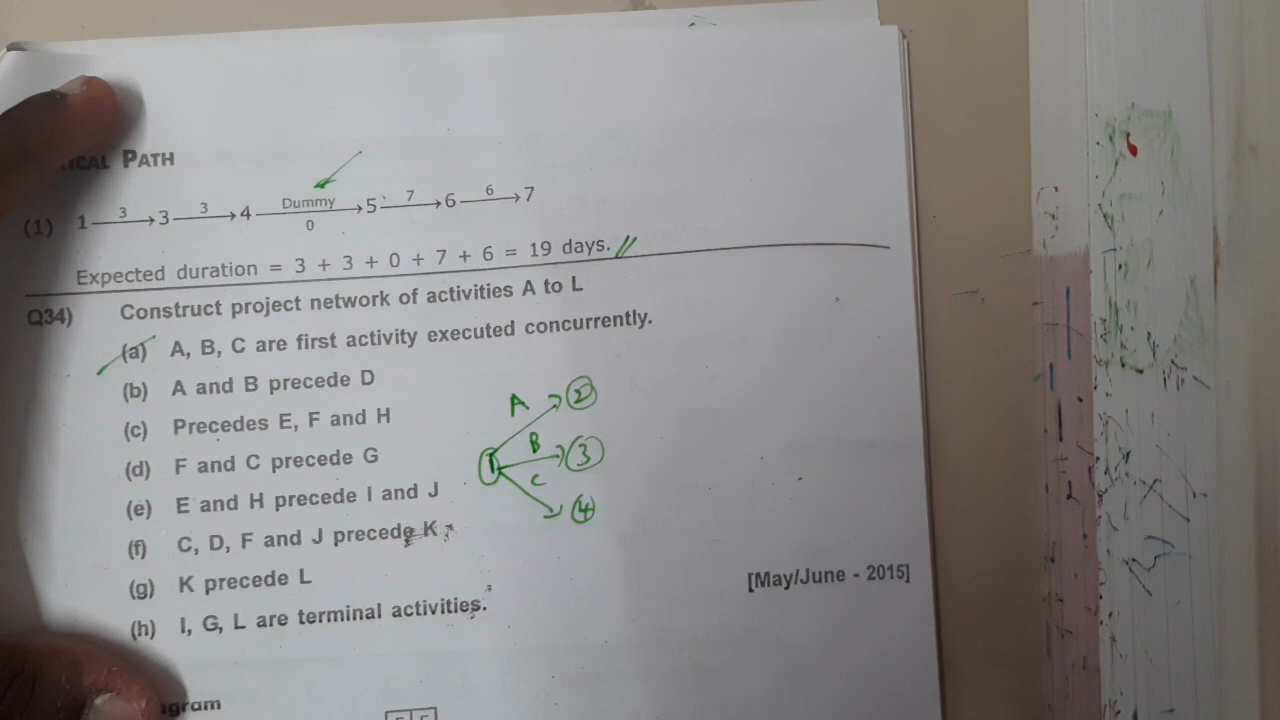 PATH
(1) 1 3 3 3 4 Dummy 0 5 7 6 6 7
Expected duration = 3 + 3 + 0 + 7 + 6 = 19 days.
Q34) Construct project network of activities A to L
(a) A, B, C are first activity executed concurrently.
(b) A and B precede D
(c) Precedes E, F and H
(d) F and C precede G
(e) E and H precede I and J
(f) C, D, F and J precede K
(g) K precede L
(h) I, G, L are terminal activities.
[May/June - 2015]
1 A 2
B 3
C 4